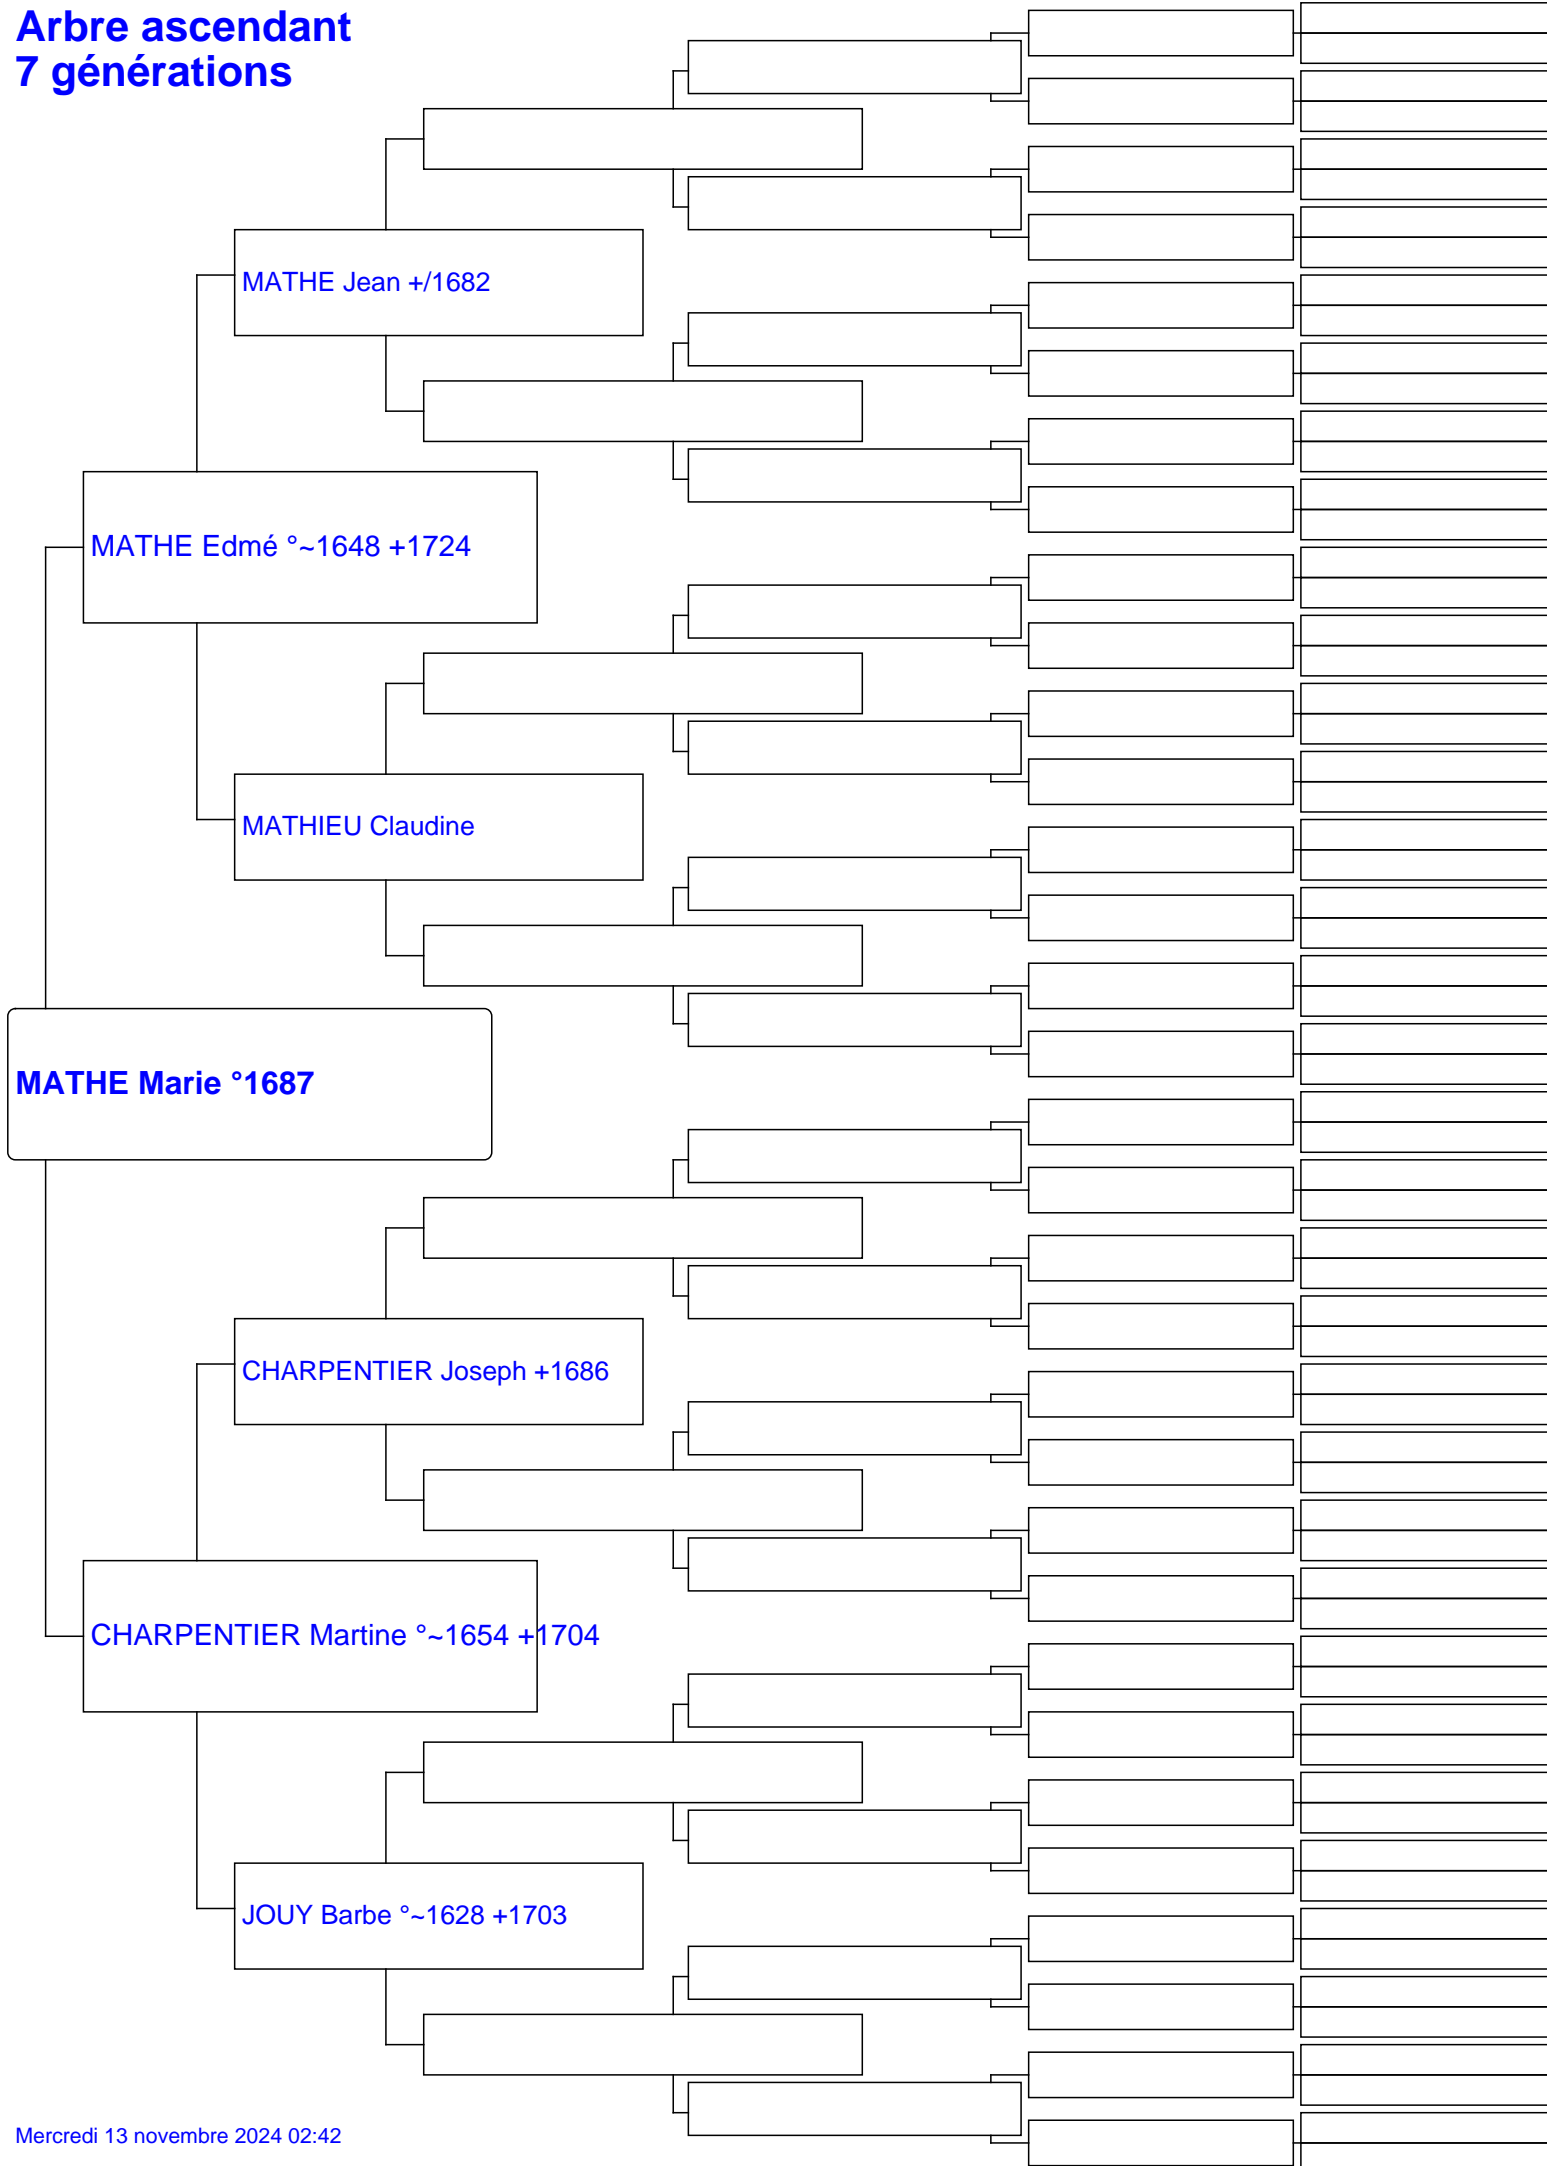 Arbre ascendant
7 générations
MATHE Jean +/1682
MATHE Edmé °~1648 +1724
MATHIEU Claudine
MATHE Marie °1687
CHARPENTIER Joseph +1686
CHARPENTIER Martine °~1654 +1704
JOUY Barbe °~1628 +1703
Mercredi 13 novembre 2024 02:42